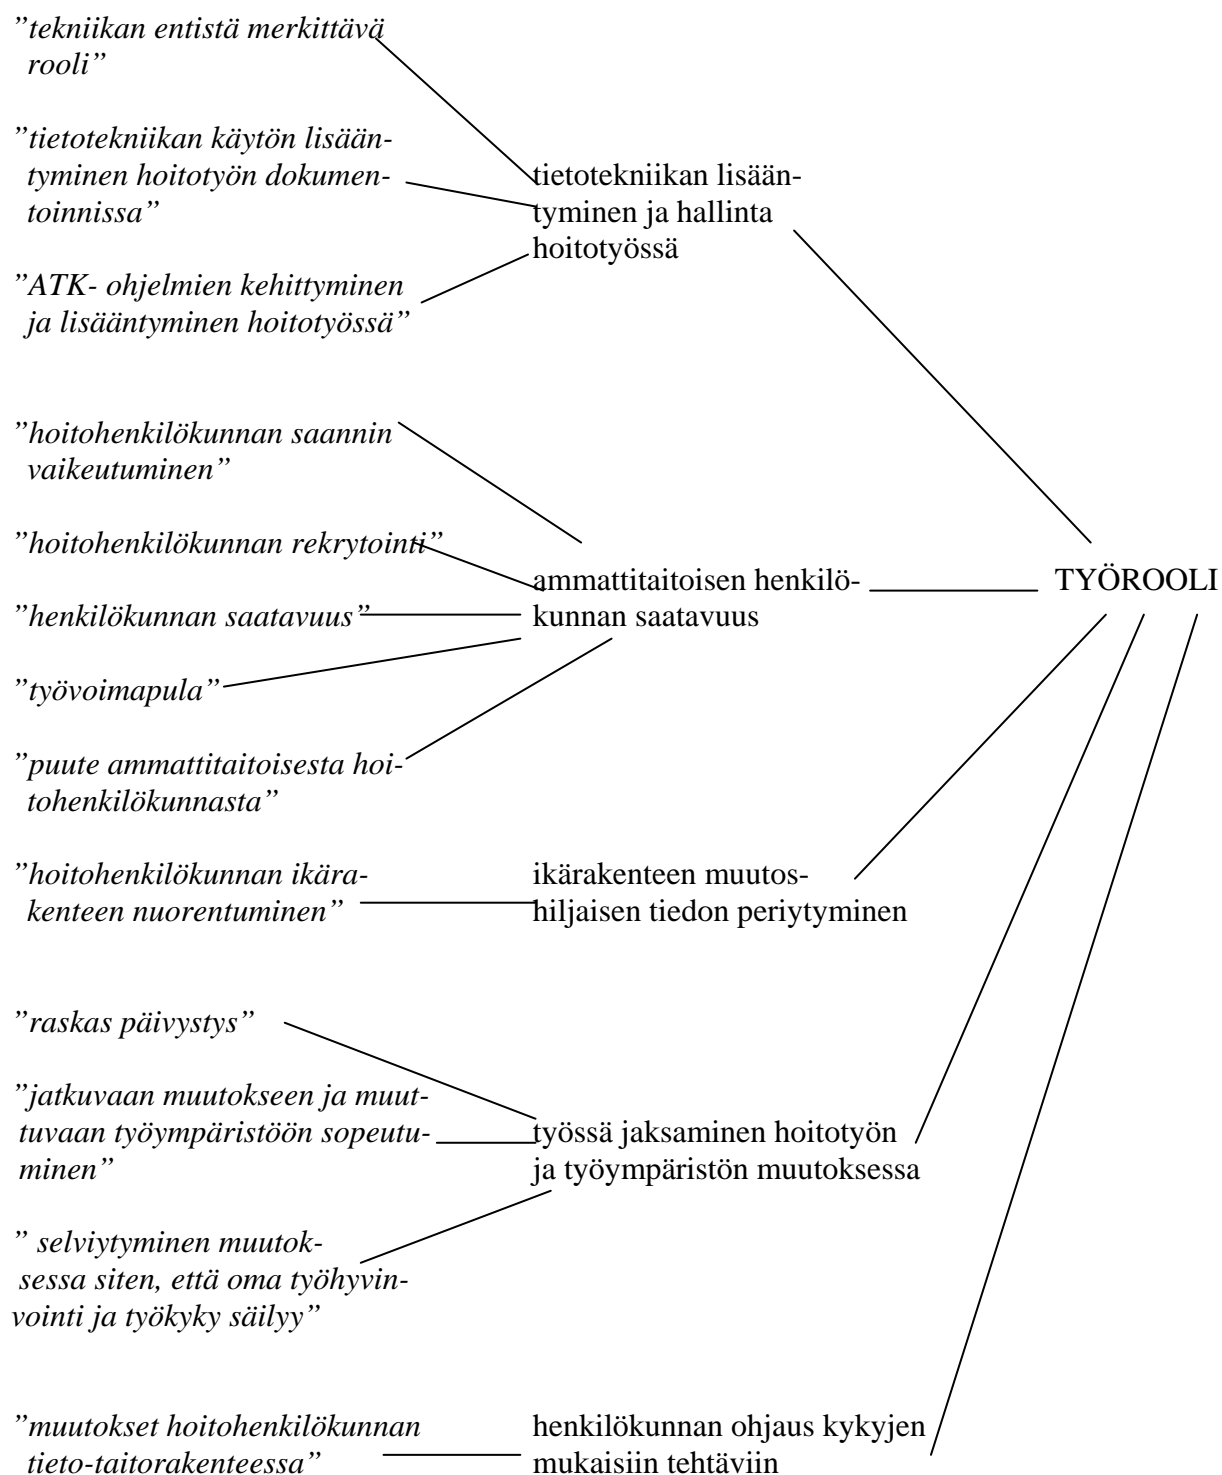 ”tekniikan entistä merkittävä
rooli”
”tietotekniikan käytön lisään-
tyminen hoitotyön dokumen-
toinnissa”
tietotekniikan lisään-
tyminen ja hallinta
hoitotyössä
”ATK- ohjelmien kehittyminen
ja lisääntyminen hoitotyössä”
”hoitohenkilökunnan saannin
vaikeutuminen”
”hoitohenkilökunnan rekrytointi”
”henkilökunnan saatavuus”
ammattitaitoisen henkilö-
kunnan saatavuus
TYÖROOLI
”työvoimapula”
”puute ammattitaitoisesta hoi-
tohenkilökunnasta”
”hoitohenkilökunnan ikära-
kenteen nuorentuminen”
ikärakenteen muutos-
hiljaisen tiedon periytyminen
”raskas päivystys”
”jatkuvaan muutokseen ja muut-
tuvaan työympäristöön sopeutu-
minen”
työssä jaksaminen hoitotyön
ja työympäristön muutoksessa
” selviytyminen muutok-
sessa siten, että oma työhyvin-
vointi ja työkyky säilyy”
”muutokset hoitohenkilökunnan
tieto-taitorakenteessa”
henkilökunnan ohjaus kykyjen
mukaisiin tehtäviin